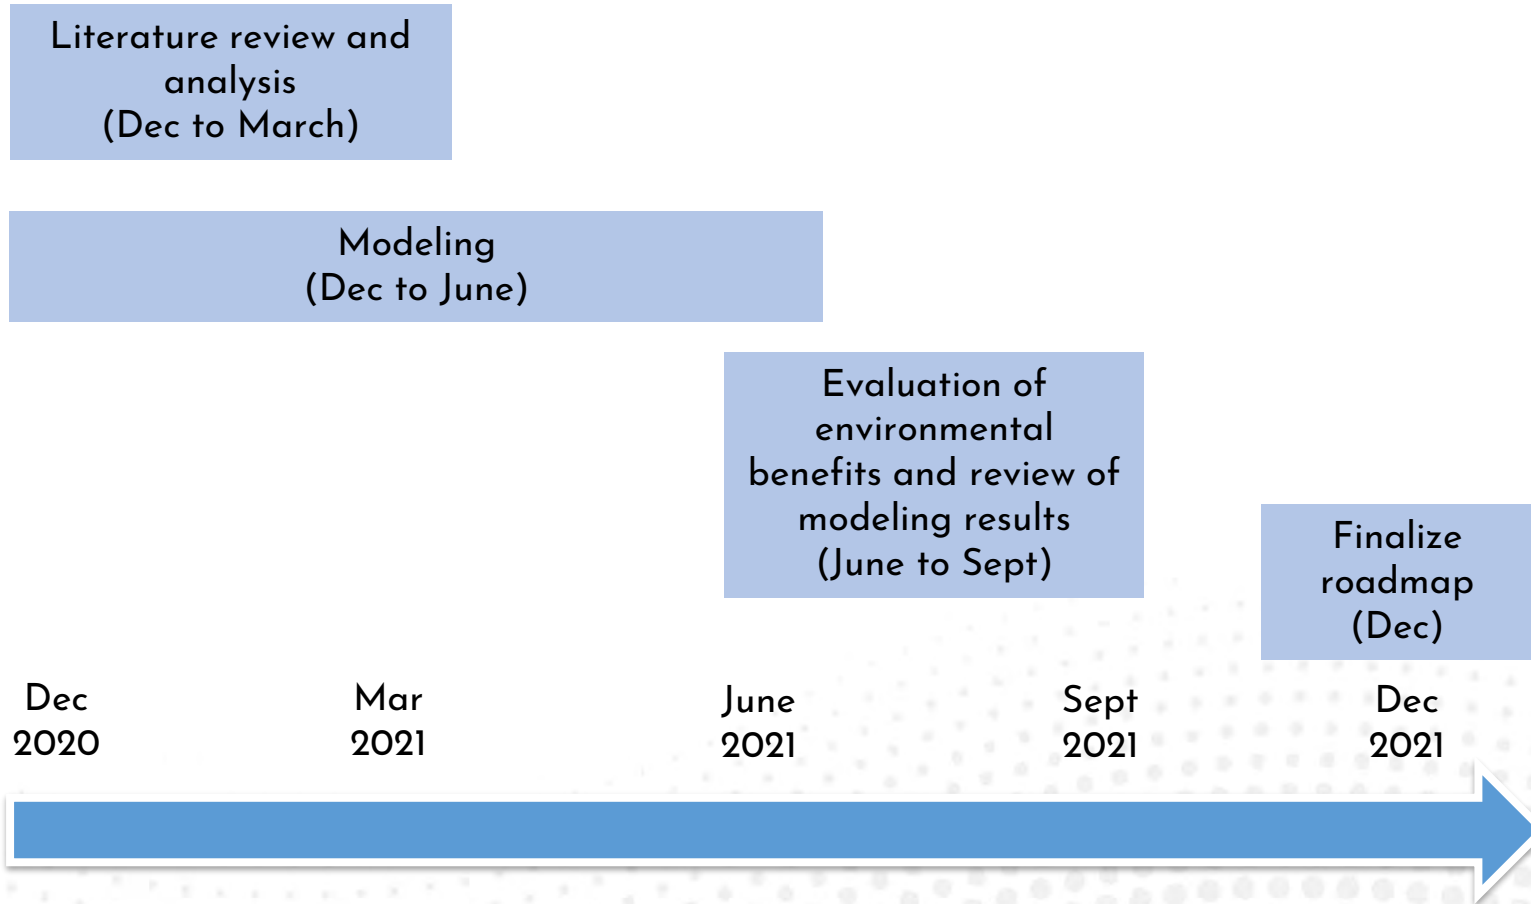 Literature review and
analysis
(Dec to March)
Modeling
(Dec to June)
Evaluation of
environmental
benefits and review of
modeling results
(June to Sept)
Finalize
roadmap
(Dec)
Dec
2020
Mar
2021
June
2021
Sept
2021
Dec
2021